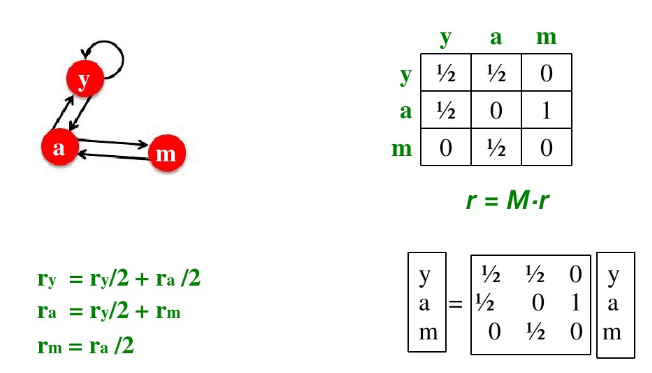 y
a
m
y a m
y ½ ½ 0
a ½ 0 1
m 0 ½ 0
r = M·r
ry = ry/2 + ra /2
ra = ry/2 + rm
rm = ra /2
y ½ ½ 0 y
a = ½ 0 1 a
m 0 ½ 0 m